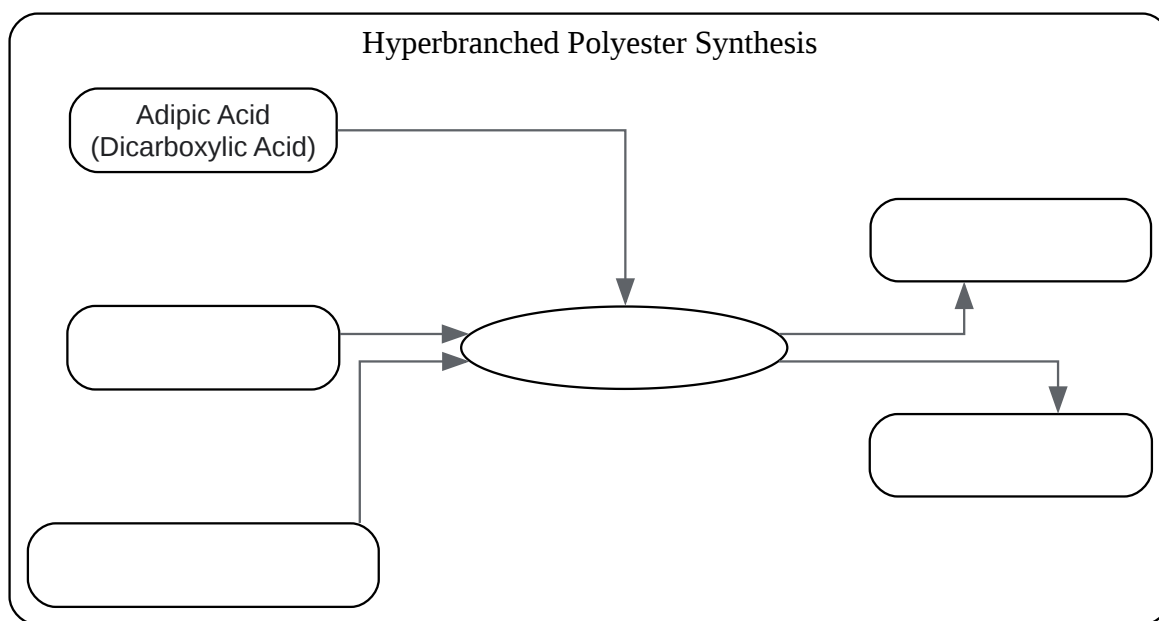 Hyperbranched Polyester Synthesis
Adipic Acid
(Dicarboxylic Acid)